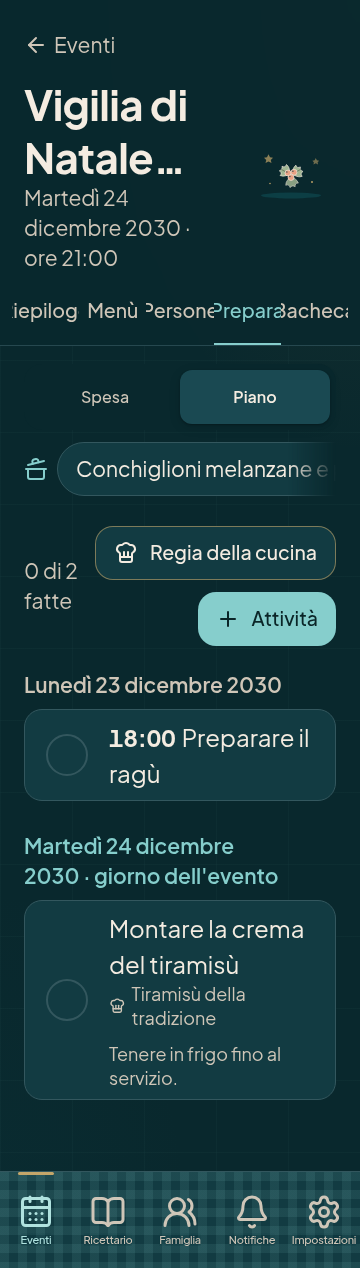 Eventi
Vigilia di
Natale…
Martedì 24
dicembre 2030 ·
ore 21:00
Menù
Persone
Prepara
Bacheca
Spesa
Piano
Conchiglioni melanzane e
0 di 2
fatte
Regia della cucina
Attività
Lunedì 23 dicembre 2030
18:00 Preparare il
ragù
Martedì 24 dicembre
2030 · giorno dell'evento
Montare la crema
del tiramisù
Tiramisù della
tradizione
Tenere in frigo fino al
servizio.
Eventi
Ricettario
Famiglia
Notifiche
Impostazioni